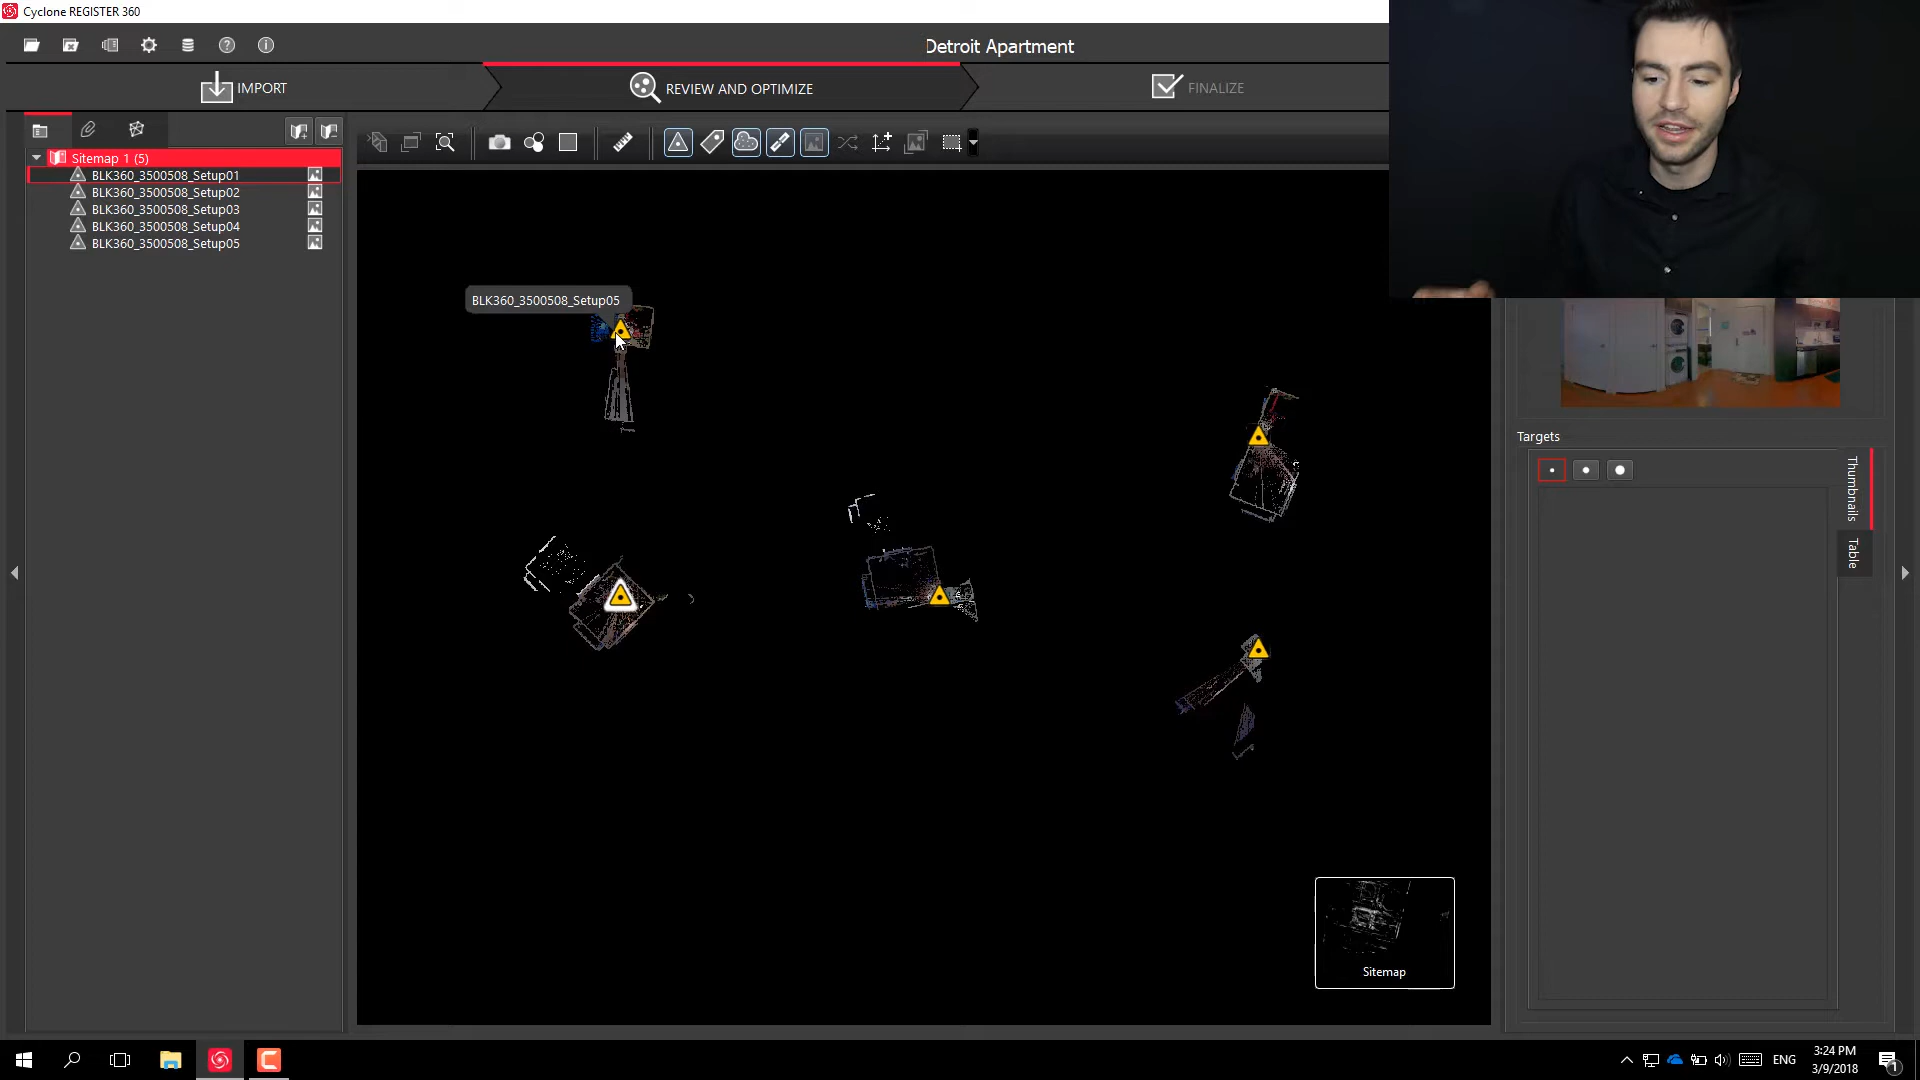 Cyclone REGISTER 360
Detroit Apartment
IMPORT
REVIEW AND OPTIMIZE
FINALIZE
Sitemap 1 (5)
BLK360_3500508_Setup01
BLK360_3500508_Setup02
BLK360_3500508_Setup03
BLK360_3500508_Setup04
BLK360_3500508_Setup05
BLK360_3500508_Setup05
Targets
Thumbnails
Table
Sitemap
ENG
3:24 PM
3/9/2018
1